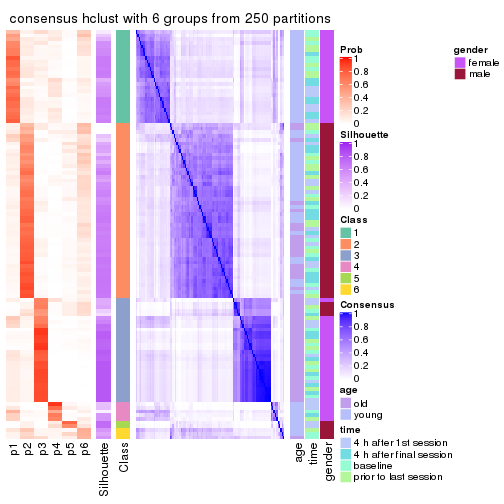 consensus hclust with 6 groups from 250 partitions
Prob
1
0.8
0.6
0.4
0.2
0
Silhouette
1
0.8
0.6
0.4
0.2
0
Class
1
2
3
4
5
6
Consensus
1
0.8
0.6
0.4
0.2
0
age
old
young
time
4 h after 1st session
4 h after final session
baseline
prior to last session
gender
female
male
p1
p2
p3
p4
p5
p6
Silhouette
Class
age
time
gender